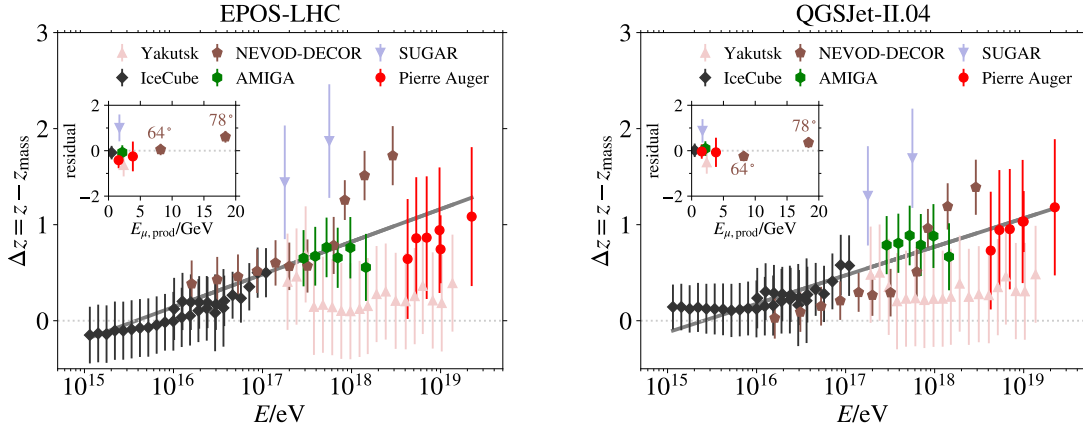 EPOS-LHC
3
2
1
0
Δz = z − z_mass
Yakutsk
NEVOD-DECOR
SUGAR
IceCube
AMIGA
Pierre Auger
2
0
−2
residual
64°
78°
0 5 10 15 20
E_μ,prod/GeV
10^15 10^16 10^17 10^18 10^19
E/eV
QGSJet-II.04
3
2
1
0
Δz = z − z_mass
Yakutsk
NEVOD-DECOR
SUGAR
IceCube
AMIGA
Pierre Auger
2
0
−2
residual
78°
64°
0 5 10 15 20
E_μ,prod/GeV
10^15 10^16 10^17 10^18 10^19
E/eV